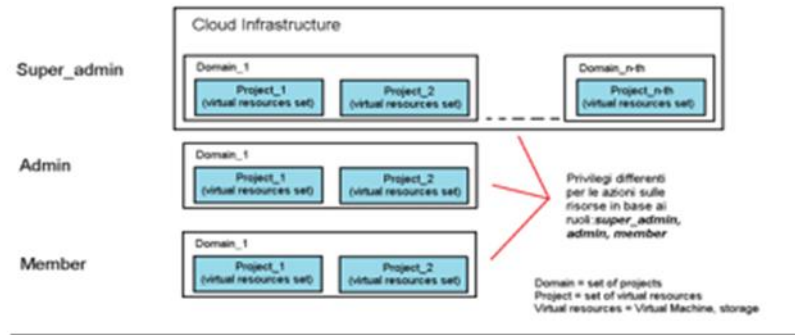 Cloud Infrastructure
Super_admin
Domain_1
Project_1
(virtual resources set)
Project_2
(virtual resources set)
Domain_n-th
Project_n-th
(virtual resources set)
Admin
Domain_1
Project_1
(virtual resources set)
Project_2
(virtual resources set)
Privilegi differenti
per le azioni sulle
risorse in base ai
ruoli:super_admin,
admin, member
Member
Domain_1
Project_1
(virtual resources set)
Project_2
(virtual resources set)
Domain = set of projects
Project = set of virtual resources
Virtual resources = Virtual Machine, storage